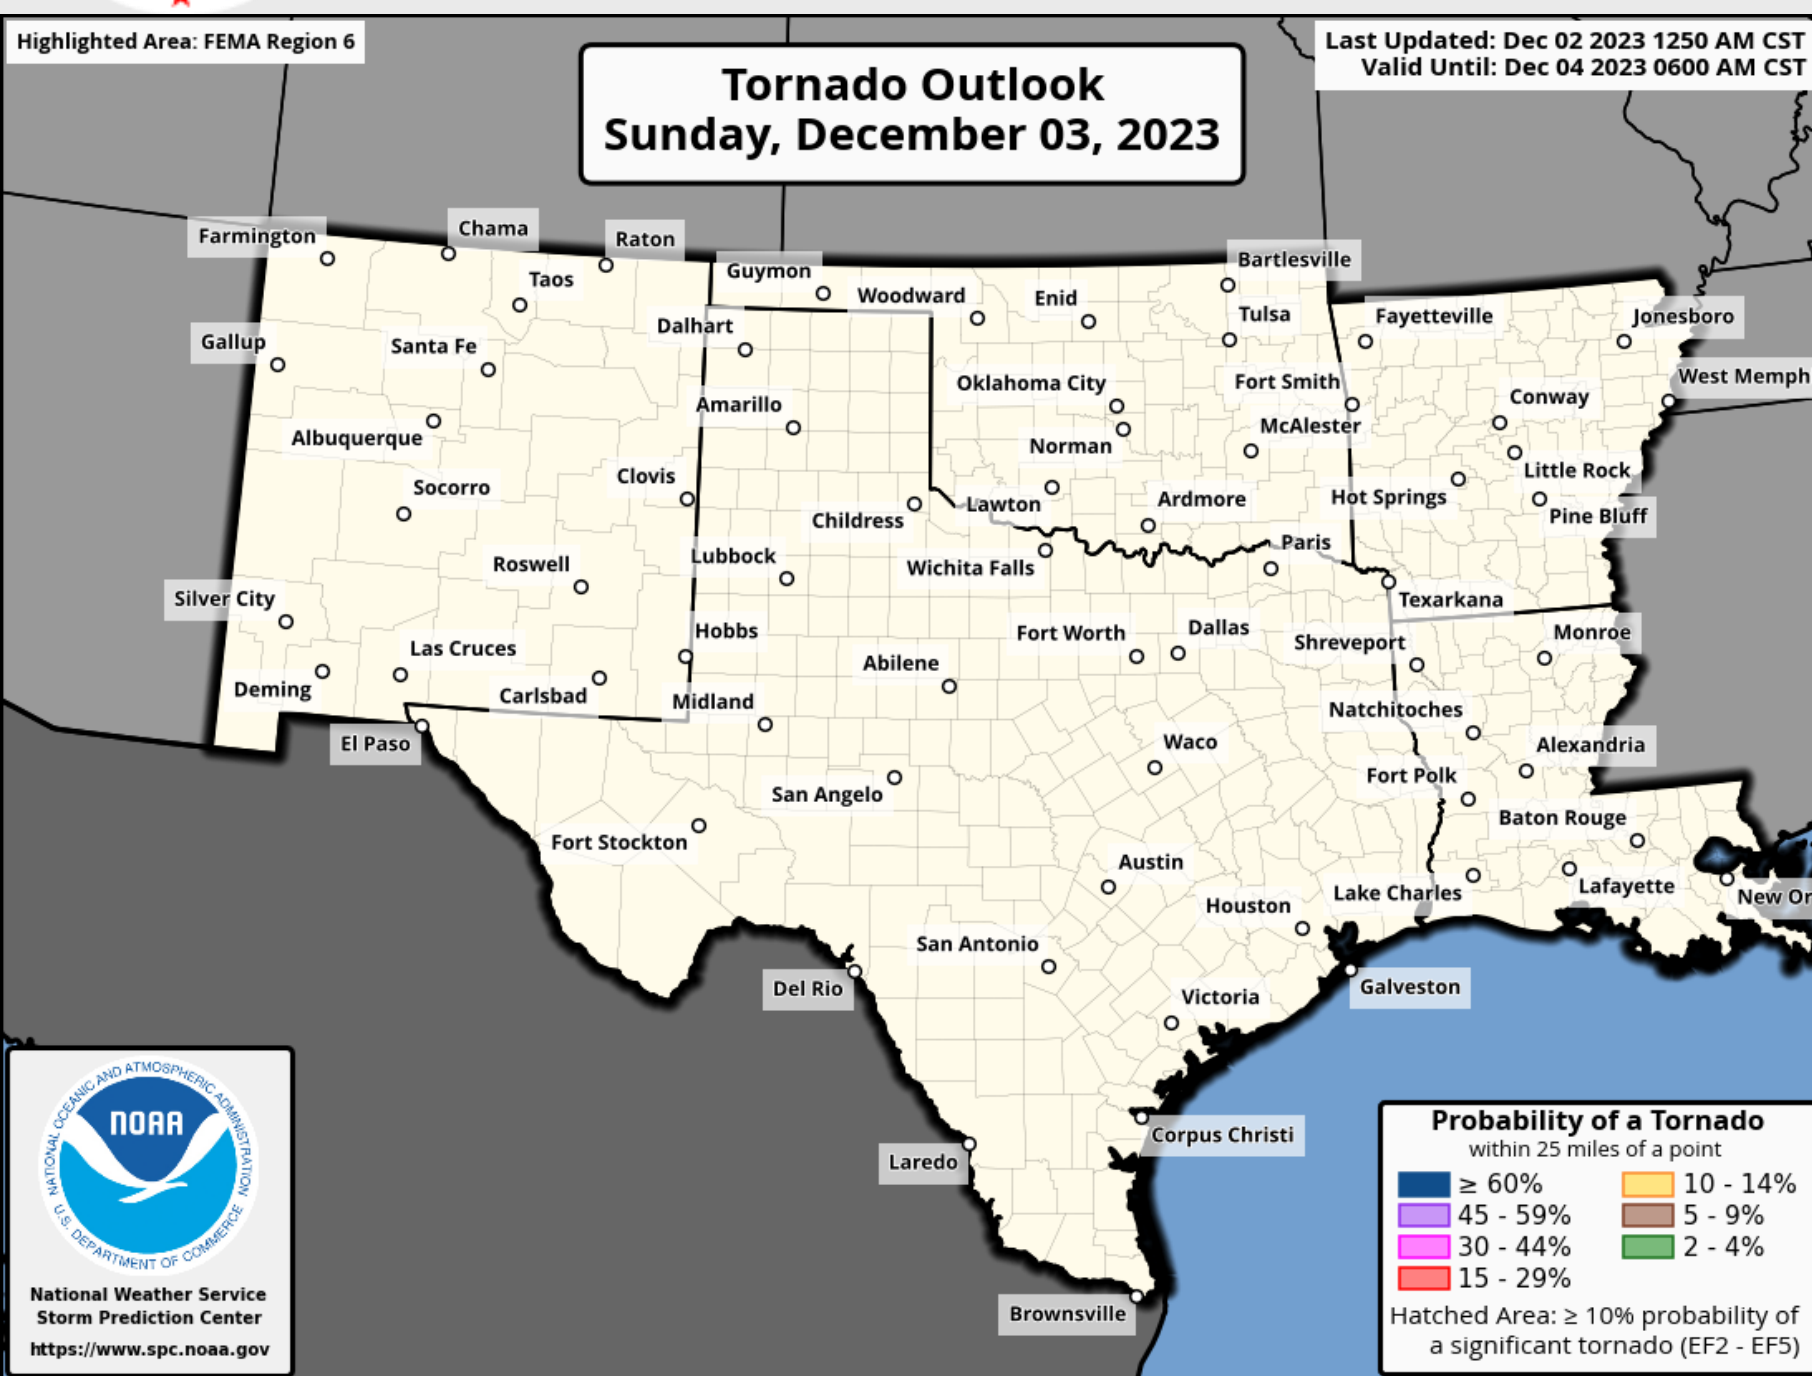 Highlighted Area: FEMA Region 6
Last Updated: Dec 02 2023 1250 AM CST
Valid Until: Dec 04 2023 0600 AM CST
Tornado Outlook
Sunday, December 03, 2023
Farmington
Chama
Raton
Taos
Guymon
Woodward
Enid
Bartlesville
Tulsa
Fayetteville
Jonesboro
Gallup
Santa Fe
Dalhart
Oklahoma City
Fort Smith
West Memph
Conway
Amarillo
Albuquerque
Norman
McAlester
Little Rock
Socorro
Clovis
Childress
Lawton
Ardmore
Hot Springs
Pine Bluff
Roswell
Lubbock
Wichita Falls
Paris
Silver City
Texarkana
Las Cruces
Hobbs
Fort Worth
Dallas
Shreveport
Monroe
Deming
Carlsbad
Midland
Abilene
Natchitoches
El Paso
Waco
Alexandria
San Angelo
Fort Polk
Fort Stockton
Baton Rouge
Austin
Lake Charles
Lafayette
New Or
Houston
San Antonio
Del Rio
Victoria
Galveston
Corpus Christi
Laredo
Brownsville
NATIONAL OCEANIC AND ATMOSPHERIC ADMINISTRATION
NOAA
U.S. DEPARTMENT OF COMMERCE
National Weather Service
Storm Prediction Center
https://www.spc.noaa.gov
Probability of a Tornado
within 25 miles of a point
≥ 60%
45 - 59%
30 - 44%
15 - 29%
10 - 14%
5 - 9%
2 - 4%
Hatched Area: ≥ 10% probability of
a significant tornado (EF2 - EF5)